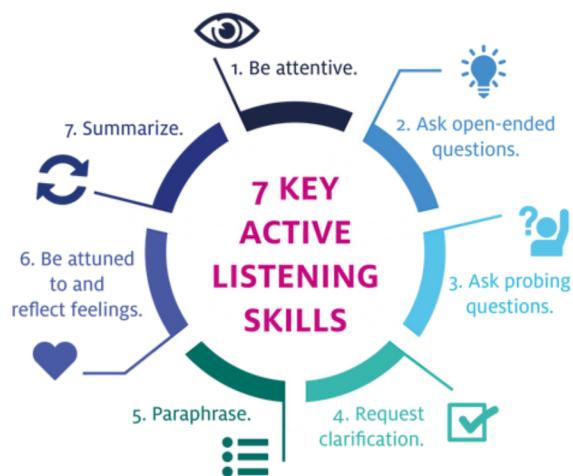 1. Be attentive.
2. Ask open-ended
questions.
3. Ask probing
questions.
4. Request
clarification.
5. Paraphrase.
6. Be attuned
to and
reflect feelings.
7. Summarize.
7 KEY
ACTIVE
LISTENING
SKILLS